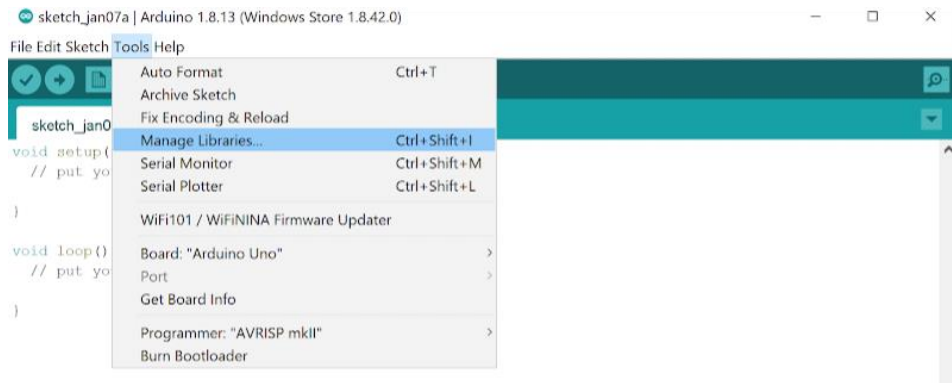 sketch_jan07a | Arduino 1.8.13 (Windows Store 1.8.42.0)
File Edit Sketch Tools Help
Auto Format Ctrl+T
Archive Sketch
Fix Encoding & Reload
sketch_jan0
Manage Libraries... Ctrl+Shift+I
void setup(
Serial Monitor Ctrl+Shift+M
// put yo
Serial Plotter Ctrl+Shift+L
}
WiFi101 / WiFiNINA Firmware Updater
void loop()
Board: "Arduino Uno"
// put yo
Port
Get Board Info
}
Programmer: "AVRISP mkII"
Burn Bootloader